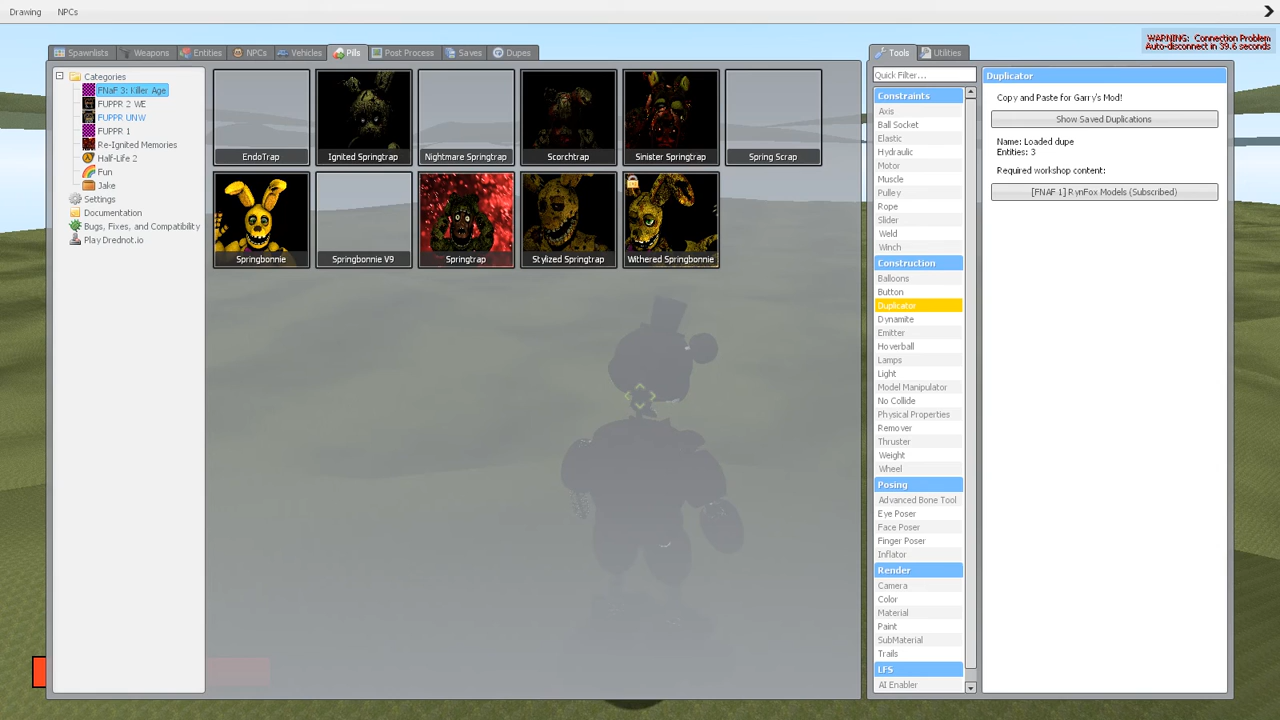 Drawing
NPCs
WARNING: Connection Problem
Auto-disconnect in 39.6 seconds
Spawnlists
Weapons
Entities
NPCs
Vehicles
Pills
Post Process
Saves
Dupes
Categories
FNaF 3: Killer Age
FUPPR 2 WE
FUPPR UNW
FUPPR 1
Re-Ignited Memories
Half-Life 2
Fun
Jake
Settings
Documentation
Bugs, Fixes, and Compatibility
Play Drednot.io
EndoTrap
Ignited Springtrap
Nightmare Springtrap
Scorchtrap
Sinister Springtrap
Spring Scrap
Springbonnie
Springbonnie V9
Springtrap
Stylized Springtrap
Withered Springbonnie
Tools
Utilities
Quick Filter...
Constraints
Axis
Ball Socket
Elastic
Hydraulic
Motor
Muscle
Pulley
Rope
Slider
Weld
Winch
Construction
Balloons
Button
Duplicator
Dynamite
Emitter
Hoverball
Lamps
Light
Model Manipulator
No Collide
Physical Properties
Remover
Thruster
Weight
Wheel
Posing
Advanced Bone Tool
Eye Poser
Face Poser
Finger Poser
Inflator
Render
Camera
Color
Material
Paint
SubMaterial
Trails
LFS
AI Enabler
Duplicator
Copy and Paste for Garry's Mod!
Show Saved Duplications
Name: Loaded dupe
Entities: 3
Required workshop content:
[FNAF 1] RynFox Models (Subscribed)